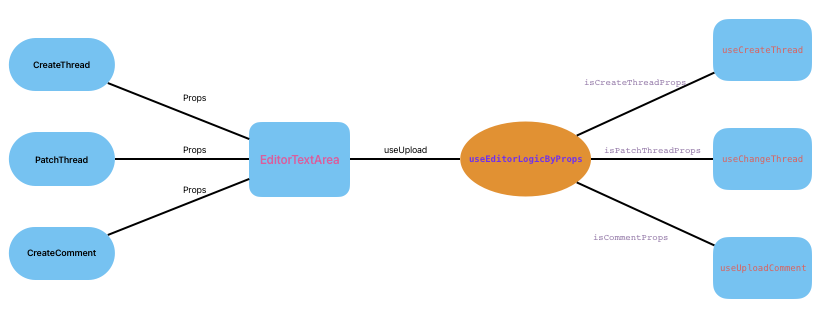 CreateThread
Props
PatchThread
Props
CreateComment
Props
EditorTextArea
useUpload
useEditorLogicByProps
isCreateThreadProps
useCreateThread
isPatchThreadProps
useChangeThread
isCommentProps
useUploadComment